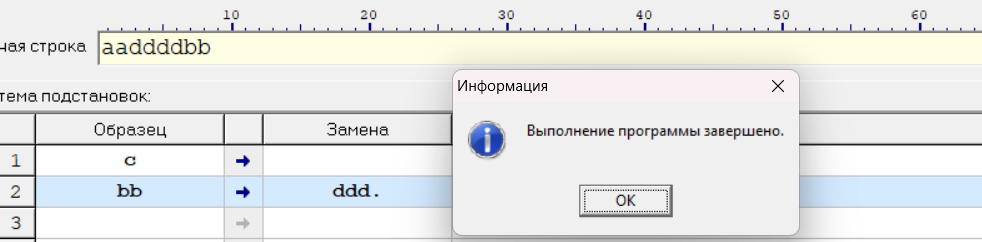 10 20 30 40 50 60
ная строка aaddddbb
Информация
тема подстановок:
Образец Замена
Выполнение программы завершено.
1 c
2 bb ddd.
OK
3